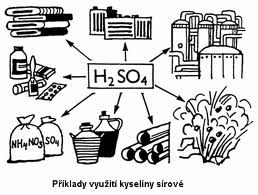 H₂SO₄
NH₄NO₃ SO₄
Příklady využití kyseliny sírové